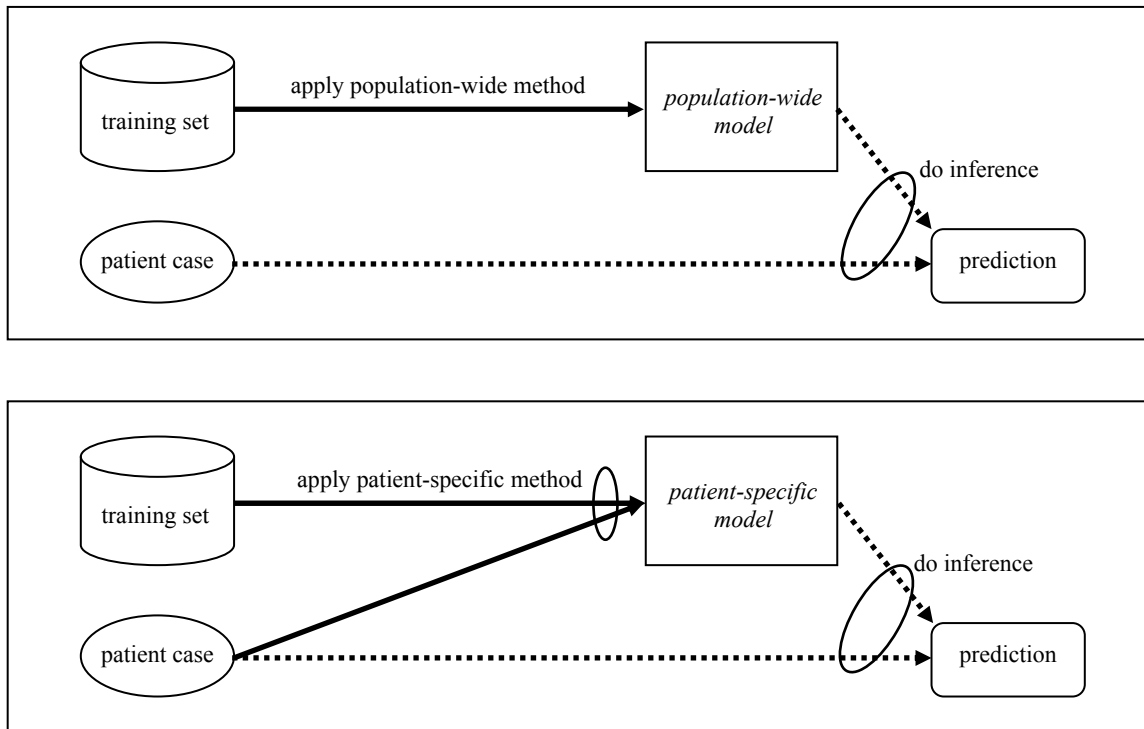 apply population-wide method
training set
population-wide
model
do inference
patient case
prediction
apply patient-specific method
training set
patient-specific
model
do inference
patient case
prediction